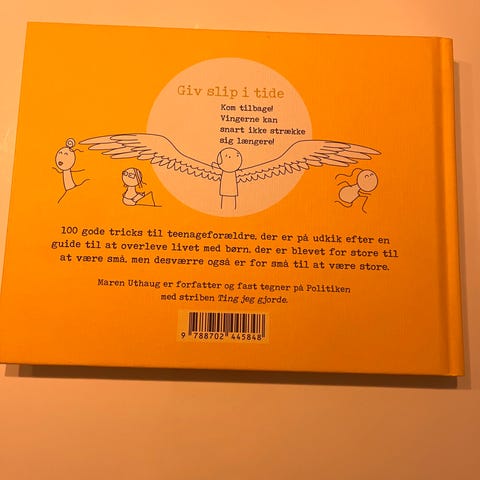 Giv slip i tide
Kom tilbage!
Vingerne kan
snart ikke strække
sig længere!
100 gode tricks til teenageforældre, der er på udkik efter en
guide til at overleve livet med børn, der er blevet for store til
at være små, men desværre også er for små til at være store.
Maren Uthaug er forfatter og fast tegner på Politiken
med striben Ting jeg gjorde.
9 788702 445848